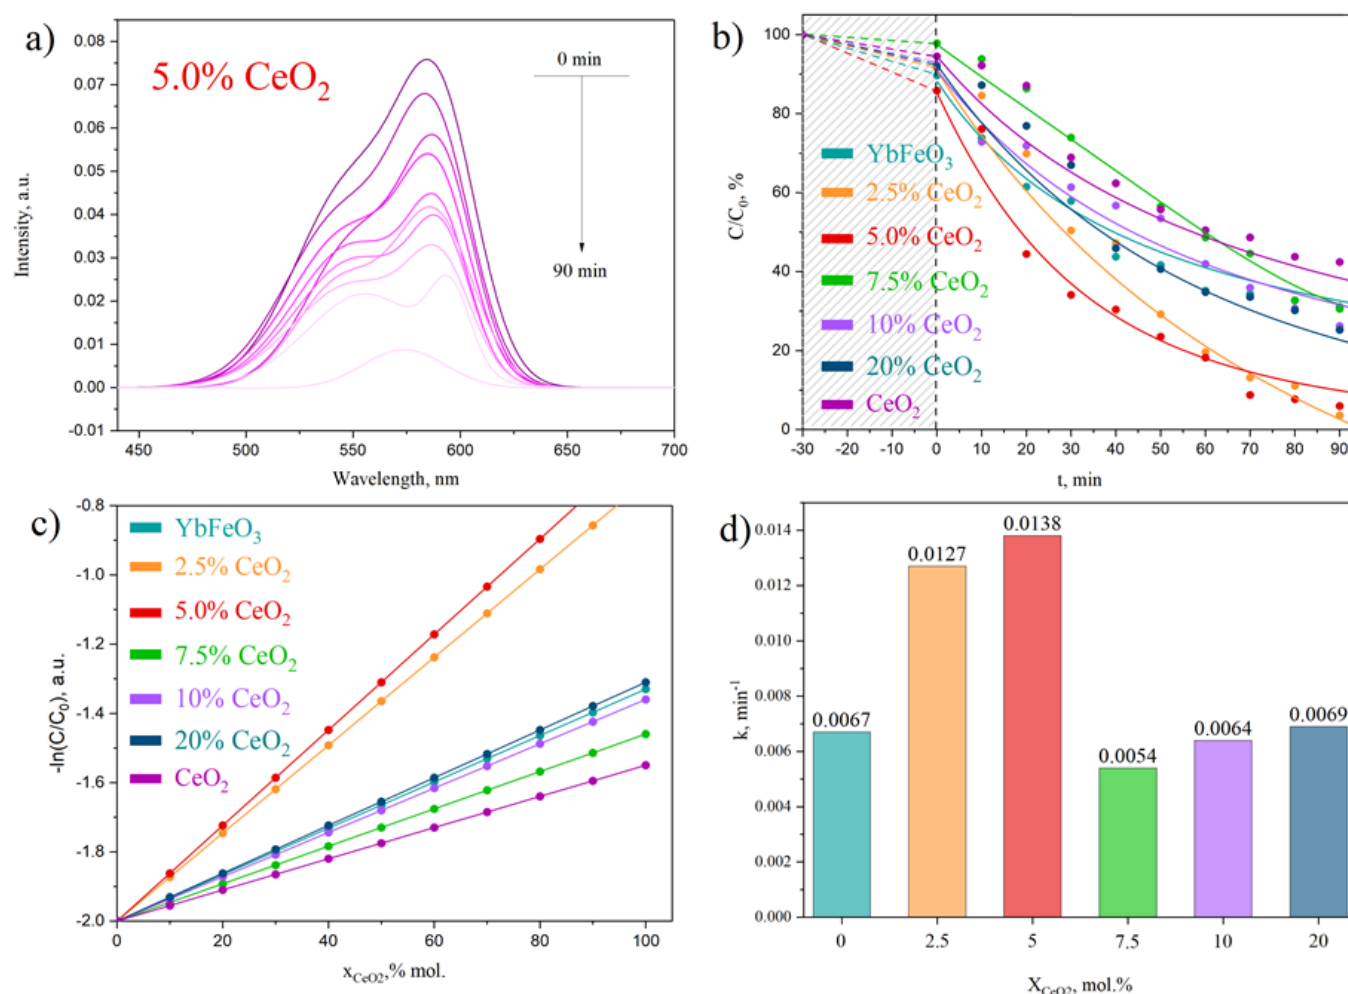 a)
5.0% CeO₂
0 min
90 min
0.08
0.07
0.06
0.05
0.04
0.03
0.02
0.01
0.00
-0.01
450 500 550 600 650 700
Intensity, a.u.
Wavelength, nm
b)
100
80
60
40
20
0
-30 -20 -10 0 10 20 30 40 50 60 70 80 90
C/C₀, %
t, min
YbFeO₃
2.5% CeO₂
5.0% CeO₂
7.5% CeO₂
10% CeO₂
20% CeO₂
CeO₂
c)
-0.8
-1.0
-1.2
-1.4
-1.6
-1.8
-2.0
0 20 40 60 80 100
-ln(C/C₀), a.u.
x_CeO2,% mol.
YbFeO₃
2.5% CeO₂
5.0% CeO₂
7.5% CeO₂
10% CeO₂
20% CeO₂
CeO₂
d)
0.014
0.012
0.010
0.008
0.006
0.004
0.002
0.000
k, min⁻¹
0.0067
0.0127
0.0138
0.0054
0.0064
0.0069
0 2.5 5 7.5 10 20
X_CeO2, mol.%